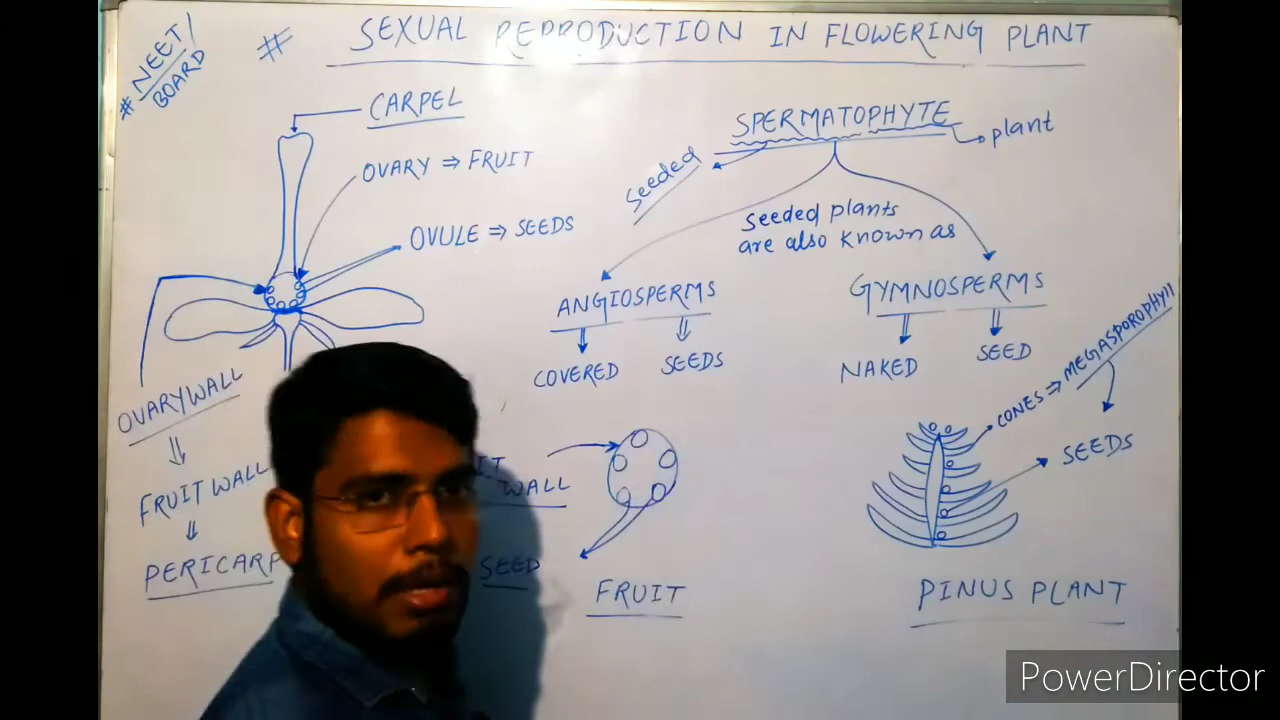 # NEET/
BOARD
# SEXUAL REPRODUCTION IN FLOWERING PLANT
CARPEL
OVARY ⇒ FRUIT
OVULE ⇒ SEEDS
OVARY WALL
⇓
FRUIT WALL
⇓
PERICARP
SPERMATOPHYTE
plant
Seeded
Seeded plants
are also known as
ANGIOSPERMS
COVERED
SEEDS
GYMNOSPERMS
NAKED
SEED
WALL
SEED
FRUIT
CONES ⇒ MEGASPOROPHYll
SEEDS
PINUS PLANT
PowerDirector